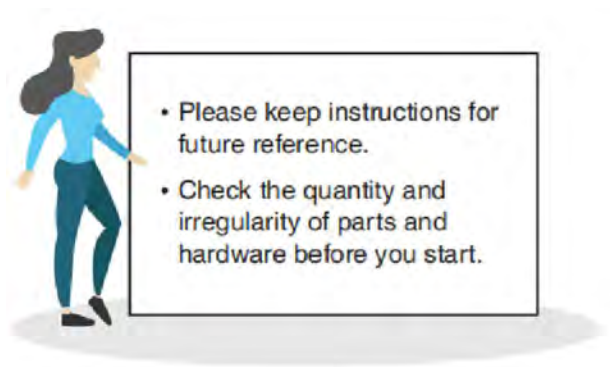 • Please keep instructions for
future reference.
• Check the quantity and
irregularity of parts and
hardware before you start.